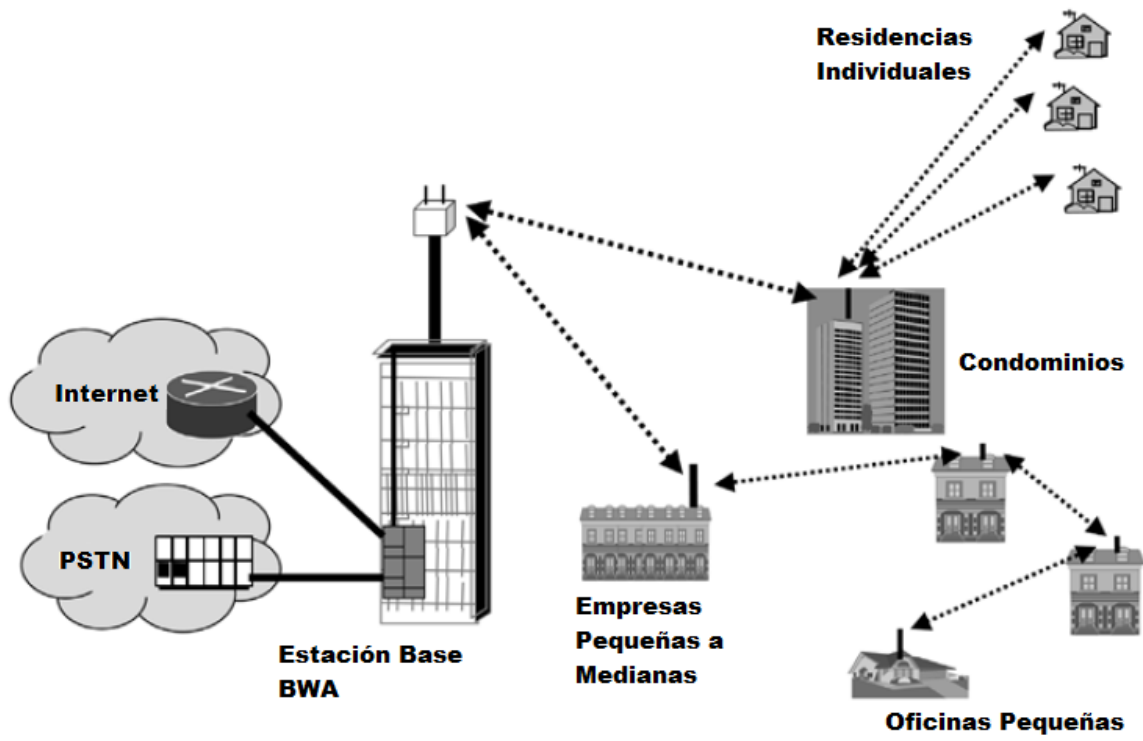 Residencias
Individuales
Internet
Condominios
PSTN
Empresas
Pequeñas a
Medianas
Estación Base
BWA
Oficinas Pequeñas